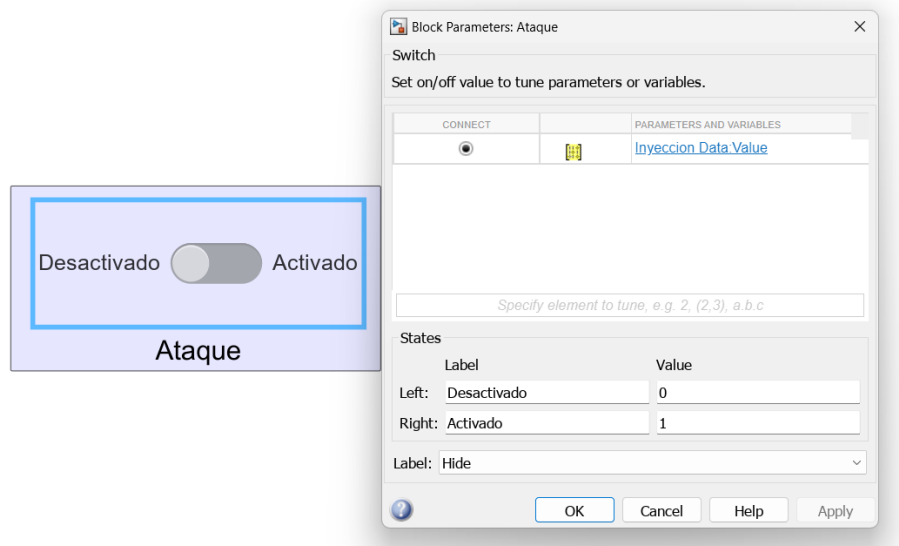 Desactivado Activado
Ataque
Block Parameters: Ataque
Switch
Set on/off value to tune parameters or variables.
CONNECT PARAMETERS AND VARIABLES
Inyeccion Data:Value
Specify element to tune, e.g. 2, (2,3), a.b.c
States
Label Value
Left: Desactivado 0
Right: Activado 1
Label: Hide
OK Cancel Help Apply